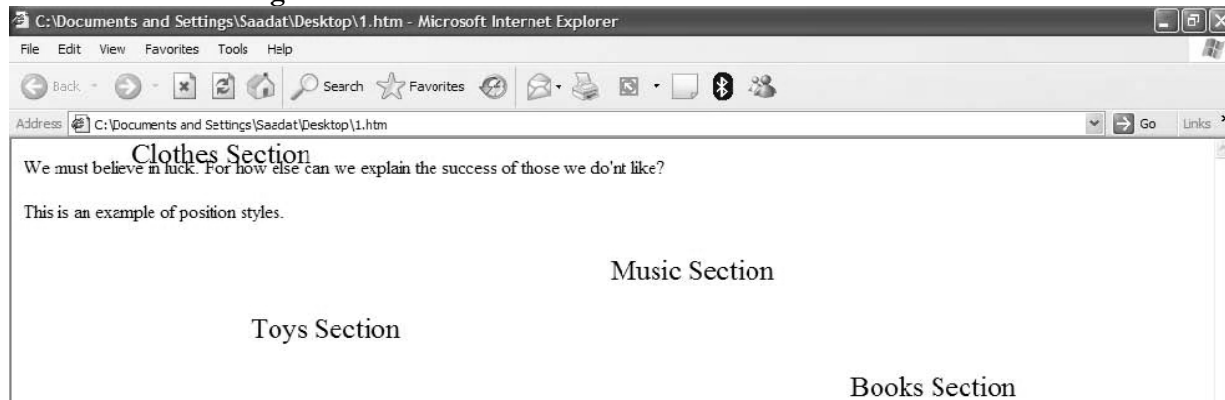 C:\Documents and Settings\Saadat\Desktop\1.htm - Microsoft Internet Explorer
File Edit View Favorites Tools Help
Back Search Favorites
Address C:\Documents and Settings\Saadat\Desktop\1.htm Go Links
Clothes Section
We must believe in luck. For how else can we explain the success of those we do'nt like?
This is an example of position styles.
Music Section
Toys Section
Books Section